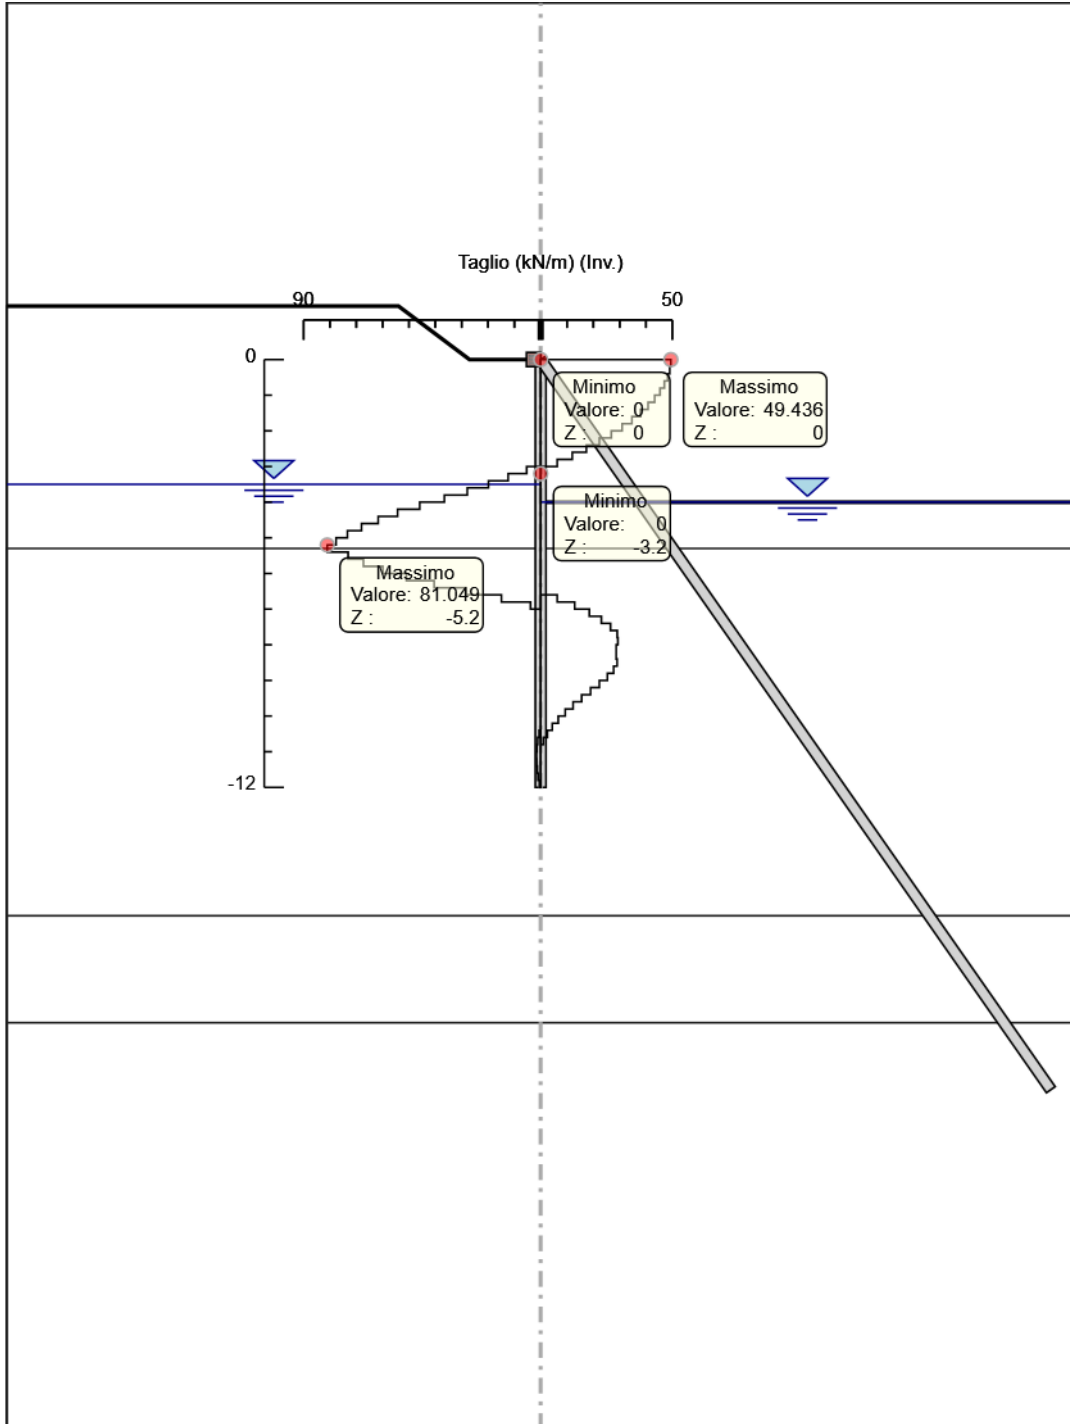 Taglio (kN/m) (Inv.)
90
50
0
Minimo
Valore: 0
Z : 0
Massimo
Valore: 49.436
Z : 0
Minimo
Valore: 0
Z : -3.2
Massimo
Valore: 81.049
Z : -5.2
-12